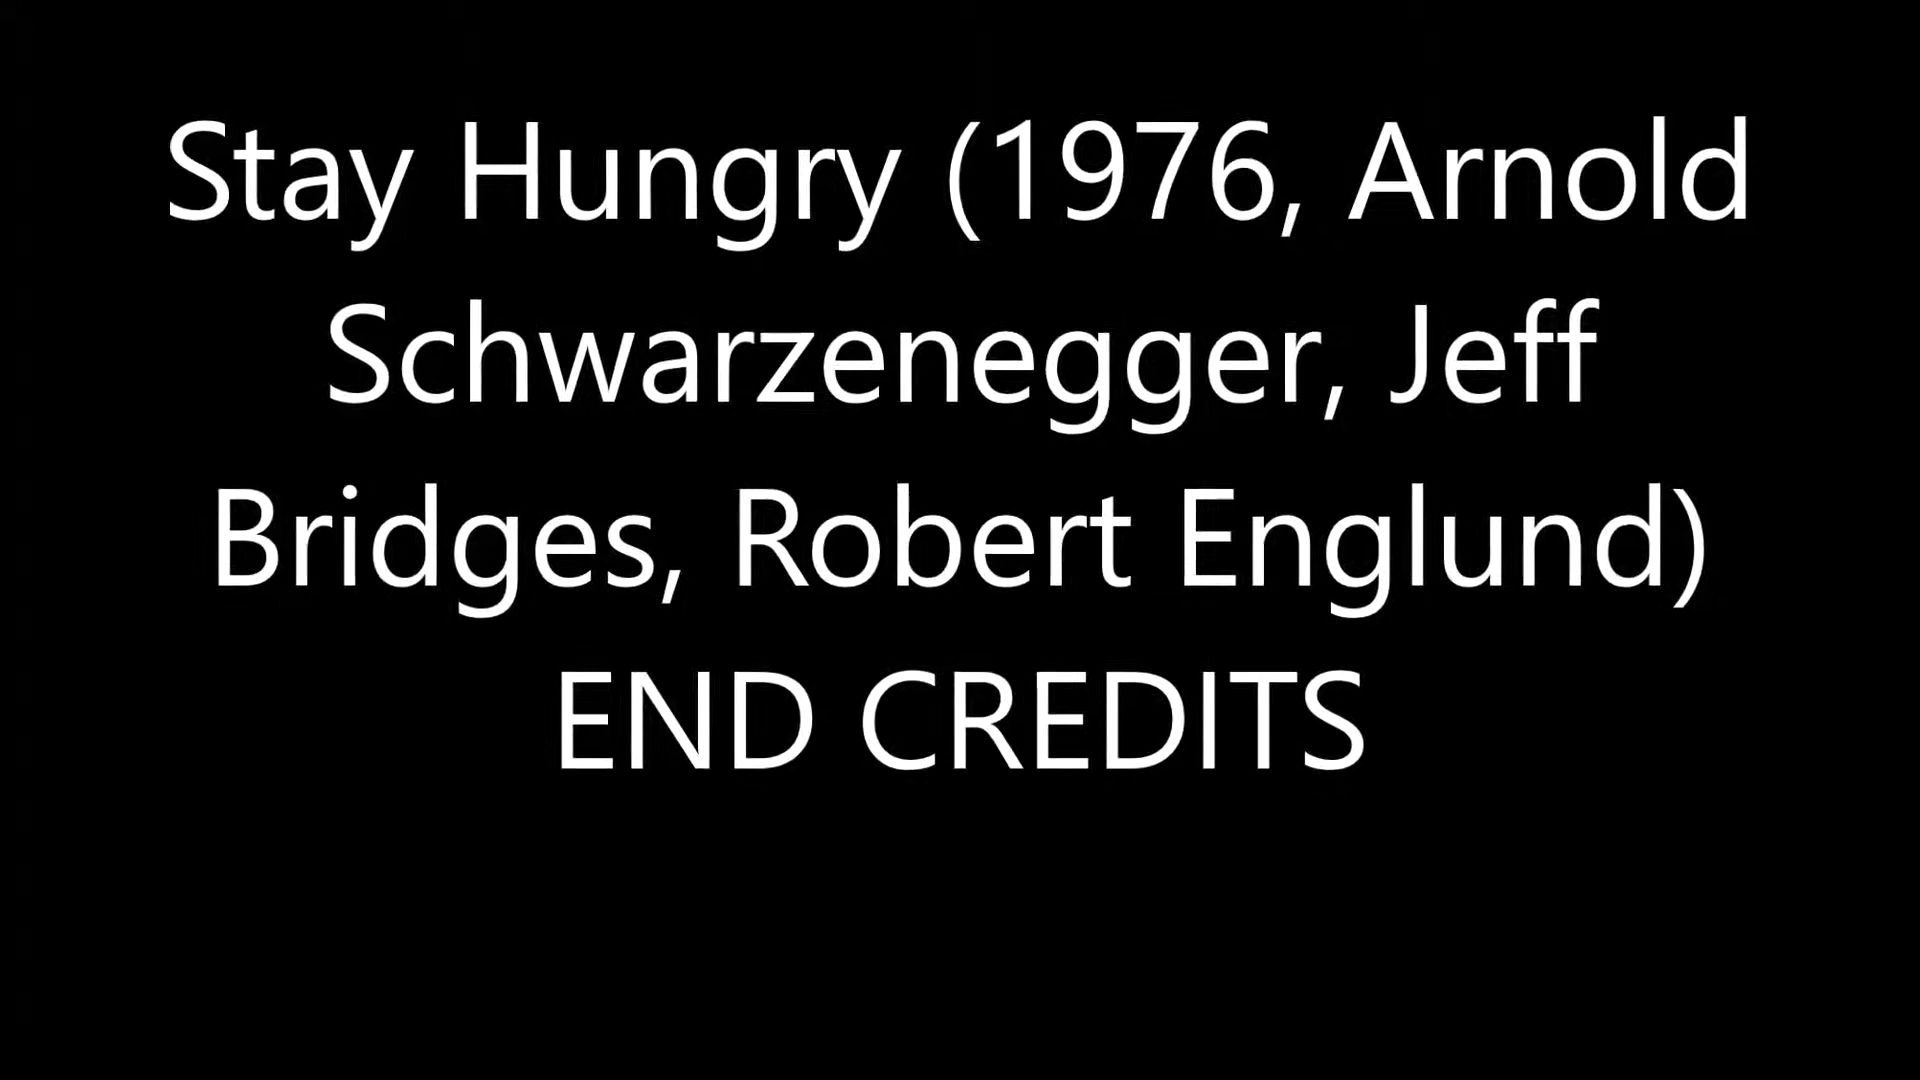 Stay Hungry (1976, Arnold
Schwarzenegger, Jeff
Bridges, Robert Englund)
END CREDITS